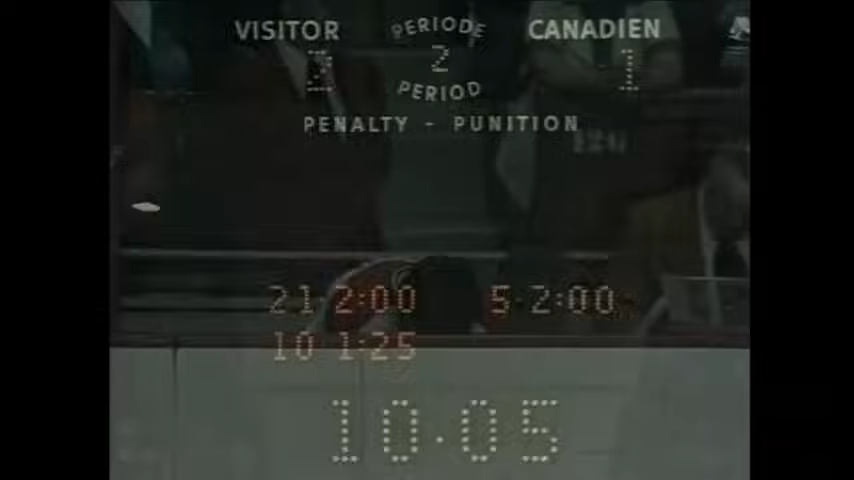 VISITOR PERIODE CANADIEN
2 1
PERIOD
PENALTY - PUNITION
21 2:00 5 2:00
10 1:25
10:05